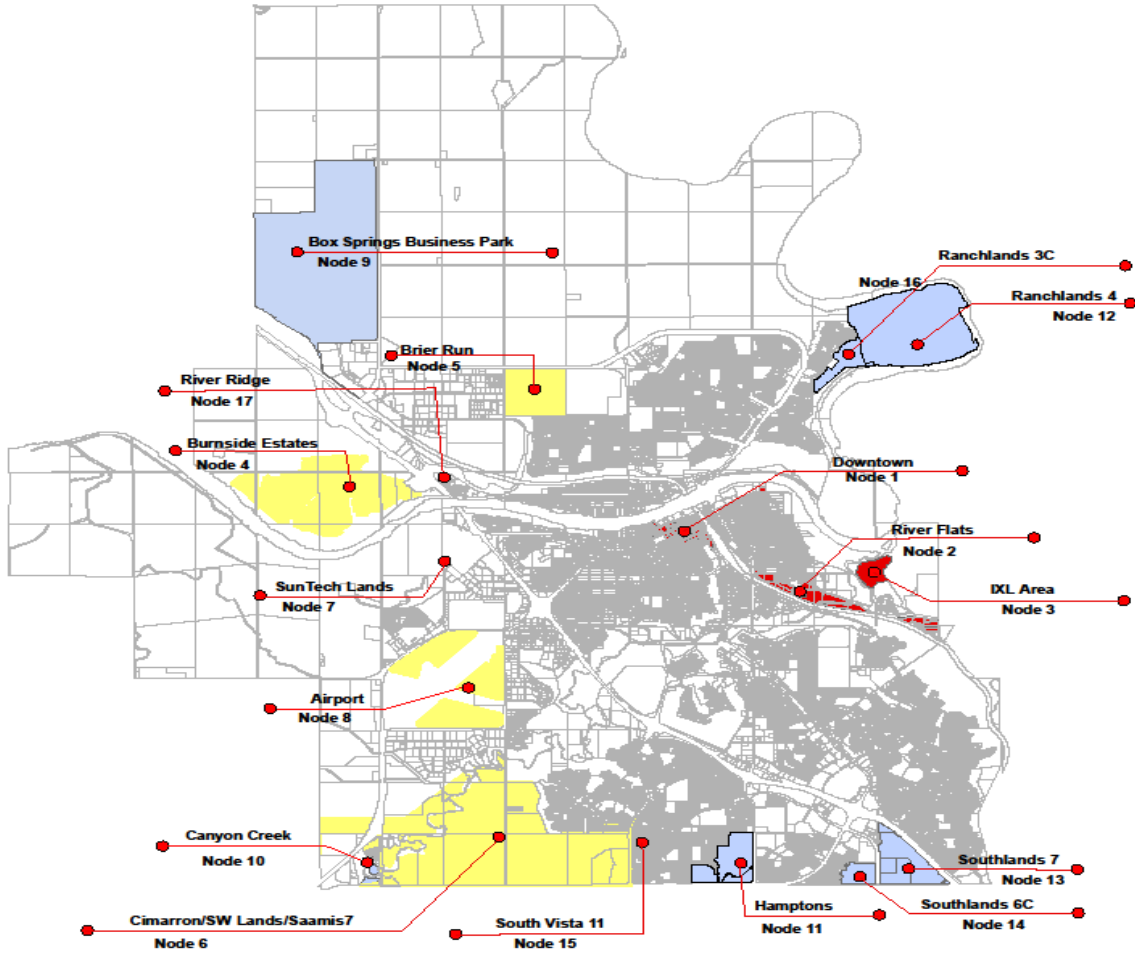 Box Springs Business Park
Node 9
Ranchlands 3C
Node 16
Ranchlands 4
Node 12
Brier Run
Node 5
River Ridge
Node 17
Burnside Estates
Node 4
Downtown
Node 1
River Flats
Node 2
SunTech Lands
Node 7
IXL Area
Node 3
Airport
Node 8
Canyon Creek
Node 10
Southlands 7
Node 13
Cimarron/SW Lands/Saamis7
Node 6
South Vista 11
Node 15
Hamptons
Node 11
Southlands 6C
Node 14